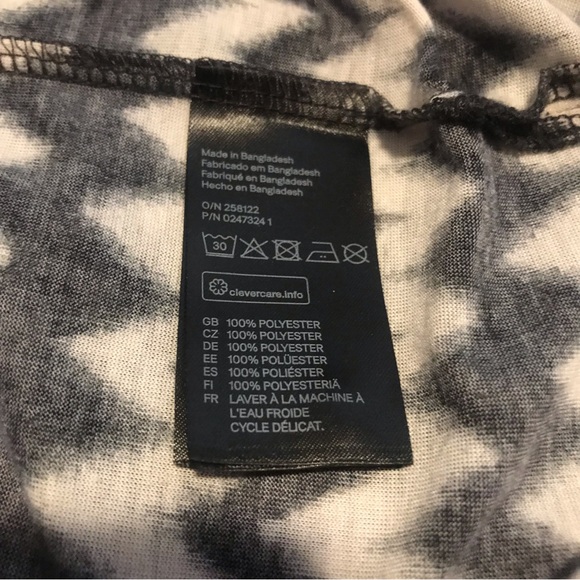 Made in Bangladesh
Fabricado em Bangladesh
Fabriqué en Bangladesh
Hecho en Bangladesh
O/N 258122
P/N 0247324 1
30
clevercare.info
GB 100% POLYESTER
CZ 100% POLYESTER
DE 100% POLYESTER
EE 100% POLÜESTER
ES 100% POLIÉSTER
FI 100% POLYESTERIÄ
FR LAVER À LA MACHINE À
L'EAU FROIDE
CYCLE DÉLICAT.